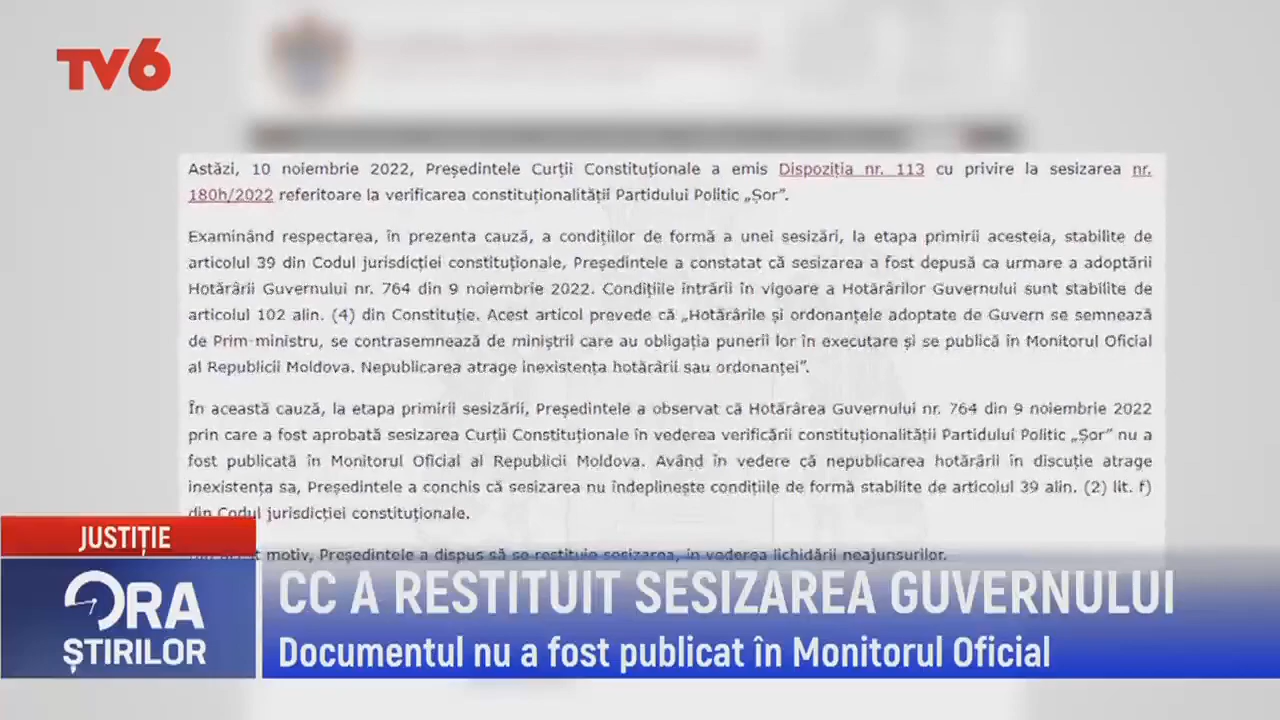 TV6
Astăzi, 10 noiembrie 2022, Președintele Curții Constituționale a emis Dispoziția nr. 113 cu privire la sesizarea nr.
180h/2022 referitoare la verificarea constituționalității Partidului Politic „Șor”.
Examinând respectarea, în prezenta cauză, a condițiilor de formă a unei sesizări, la etapa primirii acesteia, stabilite de
articolul 39 din Codul jurisdicției constituționale, Președintele a constatat că sesizarea a fost depusă ca urmare a adoptării
Hotărârii Guvernului nr. 764 din 9 noiembrie 2022. Condițiile intrării în vigoare a Hotărârilor Guvernului sunt stabilite de
articolul 102 alin. (4) din Constituție. Acest articol prevede că „Hotărârile și ordonanțele adoptate de Guvern se semnează
de Prim-ministru, se contrasemnează de miniștrii care au obligația punerii lor în executare și se publică în Monitorul Oficial
al Republicii Moldova. Nepublicarea atrage inexistența hotărârii sau ordonanței”.
În această cauză, la etapa primirii sesizării, Președintele a observat că Hotărârea Guvernului nr. 764 din 9 noiembrie 2022
prin care a fost aprobată sesizarea Curții Constituționale în vederea verificării constituționalității Partidului Politic „Șor” nu a
fost publicată în Monitorul Oficial al Republicii Moldova. Având în vedere că nepublicarea hotărârii în discuție atrage
inexistența sa, Președintele a conchis că sesizarea nu îndeplinește condițiile de formă stabilite de articolul 39 alin. (2) lit. f)
din Codul jurisdicției constituționale.
motiv, Președintele a dispus să se restituie sesizarea, în vederea lichidării neajunsurilor.
JUSTIȚIE
ORA
ȘTIRILOR
CC A RESTITUIT SESIZAREA GUVERNULUI
Documentul nu a fost publicat în Monitorul Oficial